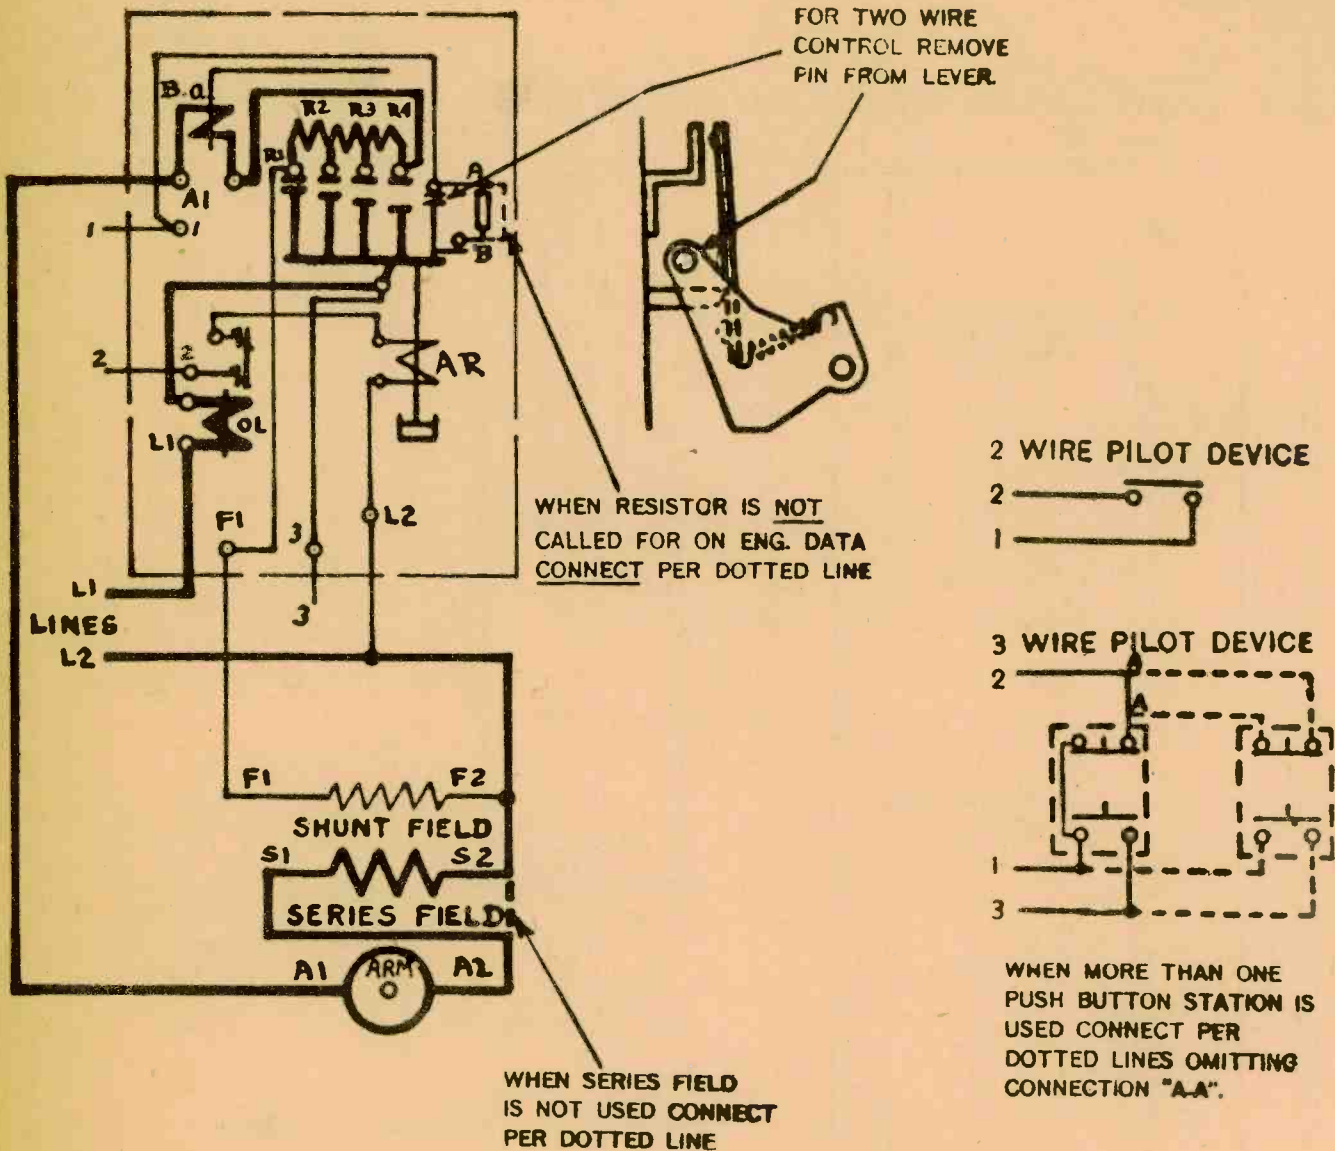 FOR TWO WIRE
CONTROL REMOVE
PIN FROM LEVER.
B.a
R2 R3 R4
R1
A
A1
1 1
B
2 2
AR
OL
L1
WHEN RESISTOR IS NOT
CALLED FOR ON ENG. DATA
CONNECT PER DOTTED LINE
F1
3
L2
3
L1
LINES
L2
F1 F2
SHUNT FIELD
S1 S2
SERIES FIELD
A1 ARM A2
WHEN SERIES FIELD
IS NOT USED CONNECT
PER DOTTED LINE
2 WIRE PILOT DEVICE
2
1
3 WIRE PILOT DEVICE
A
2
A
1
3
WHEN MORE THAN ONE
PUSH BUTTON STATION IS
USED CONNECT PER
DOTTED LINES OMITTING
CONNECTION "A-A".